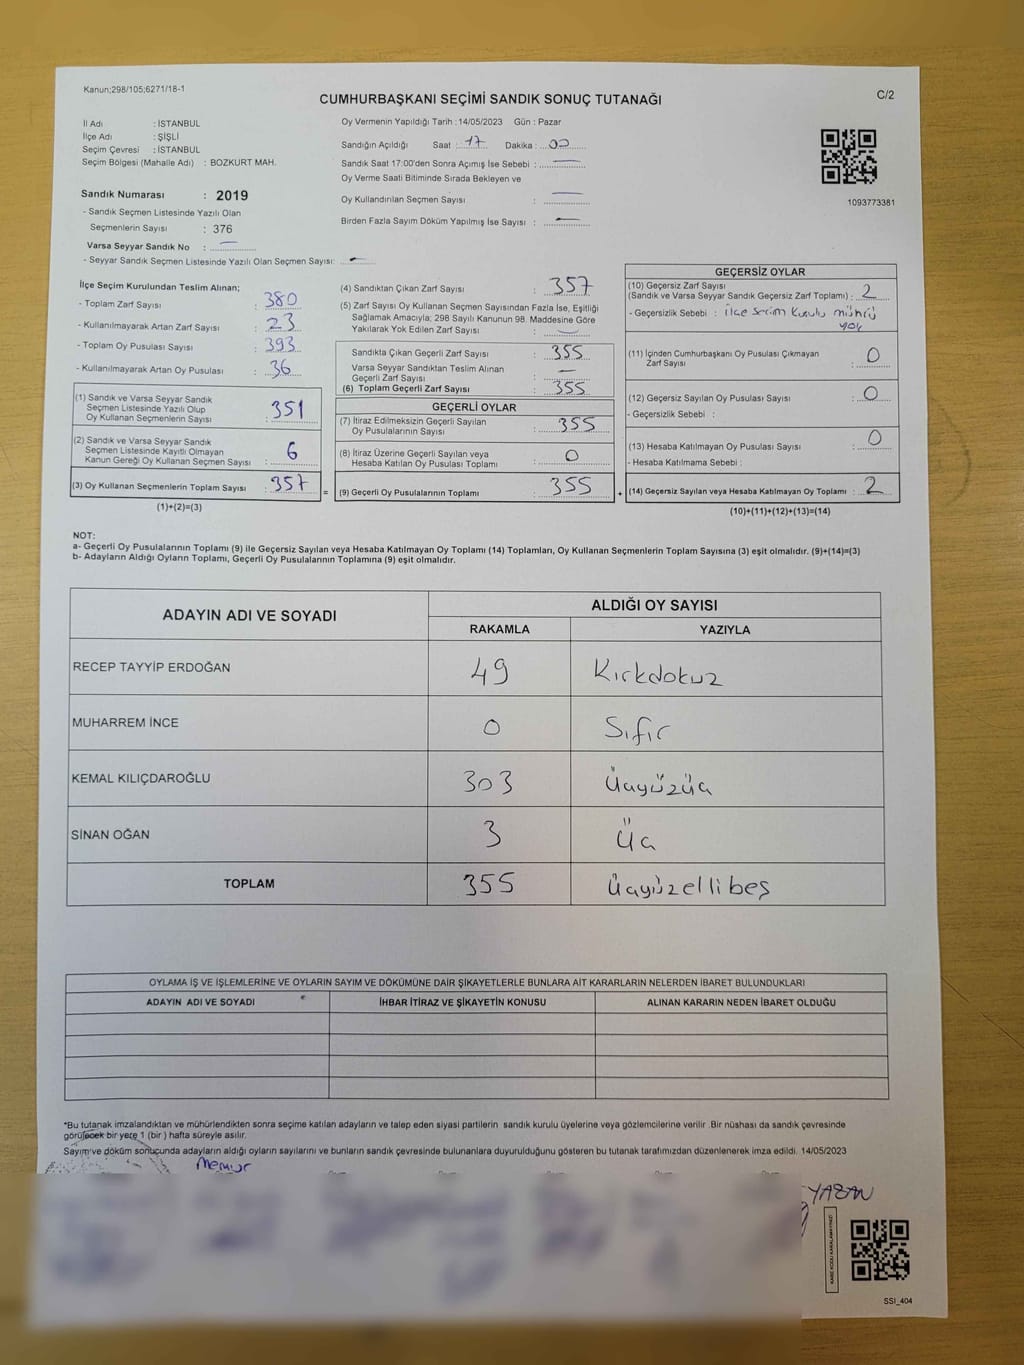 Kanun;298/105;6271/18-1
CUMHURBAŞKANI SEÇİMİ SANDIK SONUÇ TUTANAĞI
C/2
İl Adı : İSTANBUL
İlçe Adı : ŞİŞLİ
Seçim Çevresi : İSTANBUL
Seçim Bölgesi (Mahalle Adı) : BOZKURT MAH.
Sandık Numarası : 2019
- Sandık Seçmen Listesinde Yazılı Olan
Seçmenlerin Sayısı : 376
Varsa Seyyar Sandık No : —
- Seyyar Sandık Seçmen Listesinde Yazılı Olan Seçmen Sayısı: —
Oy Vermenin Yapıldığı Tarih : 14/05/2023 Gün : Pazar
Sandığın Açıldığı Saat : 17 Dakika : 00
Sandık Saat 17:00'den Sonra Açımış İse Sebebi : —
Oy Verme Saati Bitiminde Sırada Bekleyen ve
Oy Kullandırılan Seçmen Sayısı : —
Birden Fazla Sayım Döküm Yapılmış İse Sayısı : —
1093773381
İlçe Seçim Kurulundan Teslim Alınan;
- Toplam Zarf Sayısı : 380
- Kullanılmayarak Artan Zarf Sayısı : 23
- Toplam Oy Pusulası Sayısı : 393
- Kullanılmayarak Artan Oy Pusulası : 36
(1) Sandık ve Varsa Seyyar Sandık
Seçmen Listesinde Yazılı Olup
Oy Kullanan Seçmenlerin Sayısı : 351
(2) Sandık ve Varsa Seyyar Sandık
Seçmen Listesinde Kayıtlı Olmayan
Kanun Gereği Oy Kullanan Seçmen Sayısı : 6
(3) Oy Kullanan Seçmenlerin Toplam Sayısı : 357
(1)+(2)=(3)
(4) Sandıktan Çıkan Zarf Sayısı : 357
(5) Zarf Sayısı Oy Kullanan Seçmen Sayısından Fazla İse, Eşitliği
Sağlamak Amacıyla; 298 Sayılı Kanunun 98. Maddesine Göre
Yakılarak Yok Edilen Zarf Sayısı : —
Sandıkta Çıkan Geçerli Zarf Sayısı : 355
Varsa Seyyar Sandıktan Teslim Alınan
Geçerli Zarf Sayısı : —
(6) Toplam Geçerli Zarf Sayısı : 355
GEÇERLİ OYLAR
(7) İtiraz Edilmeksizin Geçerli Sayılan
Oy Pusulalarının Sayısı : 355
(8) İtiraz Üzerine Geçerli Sayılan veya
Hesaba Katılan Oy Pusulası Toplamı : 0
= (9) Geçerli Oy Pusulalarının Toplamı : 355 +
GEÇERSİZ OYLAR
(10) Geçersiz Zarf Sayısı
(Sandık ve Varsa Seyyar Sandık Geçersiz Zarf Toplamı) : 2
- Geçersizlik Sebebi : İlçe Secim Kurulu mührü
yok
(11) İçinden Cumhurbaşkanı Oy Pusulası Çıkmayan
Zarf Sayısı : 0
(12) Geçersiz Sayılan Oy Pusulası Sayısı : 0
- Geçersizlik Sebebi :
(13) Hesaba Katılmayan Oy Pusulası Sayısı : 0
- Hesaba Katılmama Sebebi :
(14) Geçersiz Sayılan veya Hesaba Katılmayan Oy Toplamı : 2
(10)+(11)+(12)+(13)=(14)
NOT:
a- Geçerli Oy Pusulalarının Toplamı (9) ile Geçersiz Sayılan veya Hesaba Katılmayan Oy Toplamı (14) Toplamları, Oy Kullanan Seçmenlerin Toplam Sayısına (3) eşit olmalıdır. (9)+(14)=(3)
b- Adayların Aldığı Oyların Toplamı, Geçerli Oy Pusulalarının Toplamına (9) eşit olmalıdır.
ADAYIN ADI VE SOYADI
ALDIĞI OY SAYISI
RAKAMLA YAZIYLA
RECEP TAYYİP ERDOĞAN 49 Kırkdokuz
MUHARREM İNCE 0 Sıfır
KEMAL KILIÇDAROĞLU 303 Üçyüzüç
SİNAN OĞAN 3 Üç
TOPLAM 355 Üçyüzellibeş
OYLAMA İŞ VE İŞLEMLERİNE VE OYLARIN SAYIM VE DÖKÜMÜNE DAİR ŞİKAYETLERLE BUNLARA AİT KARARLARIN NELERDEN İBARET BULUNDUKLARI
ADAYIN ADI VE SOYADI İHBAR İTİRAZ VE ŞİKAYETİN KONUSU ALINAN KARARIN NEDEN İBARET OLDUĞU
*Bu tutanak imzalandıktan ve mühürlendikten sonra seçime katılan adayların ve talep eden siyasi partilerin sandık kurulu üyelerine veya gözlemcilerine verilir .Bir nüshası da sandık çevresinde
görülecek bir yere 1 (bir ) hafta süreyle asılır.
Sayım ve döküm sonucunda adayların aldığı oyların sayılarını ve bunların sandık çevresinde bulunanlara duyurulduğunu gösteren bu tutanak tarafımızdan düzenlenerek imza edildi. 14/05/2023
Memur
YAZAN
KARE KODU KARALAMAYINIZ!
SSI_404